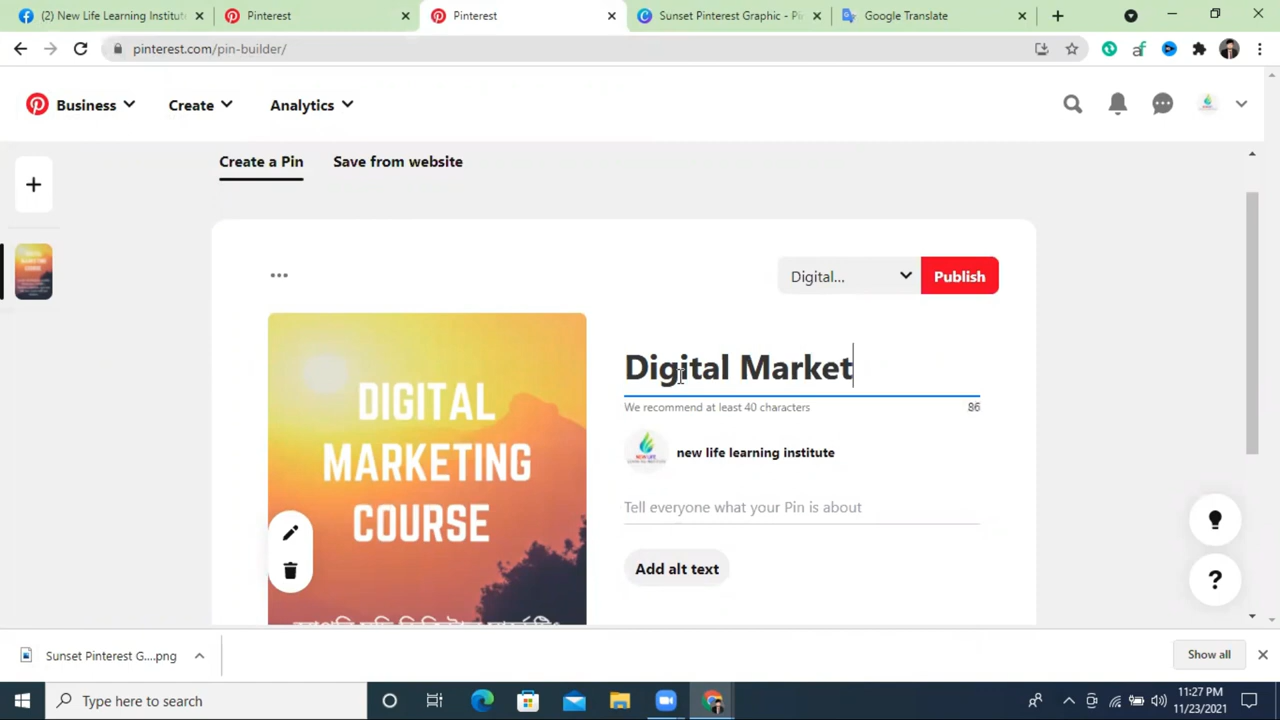 (2) New Life Learning Institute
Pinterest
Pinterest
Sunset Pinterest Graphic - Pi
Google Translate
pinterest.com/pin-builder/
Business
Create
Analytics
Create a Pin
Save from website
Digital...
Publish
DIGITAL
MARKETING
COURSE
Digital Market
We recommend at least 40 characters
86
NEW LIFE
new life learning institute
Tell everyone what your Pin is about
Add alt text
?
Sunset Pinterest G....png
Show all
Type here to search
11:27 PM
11/23/2021